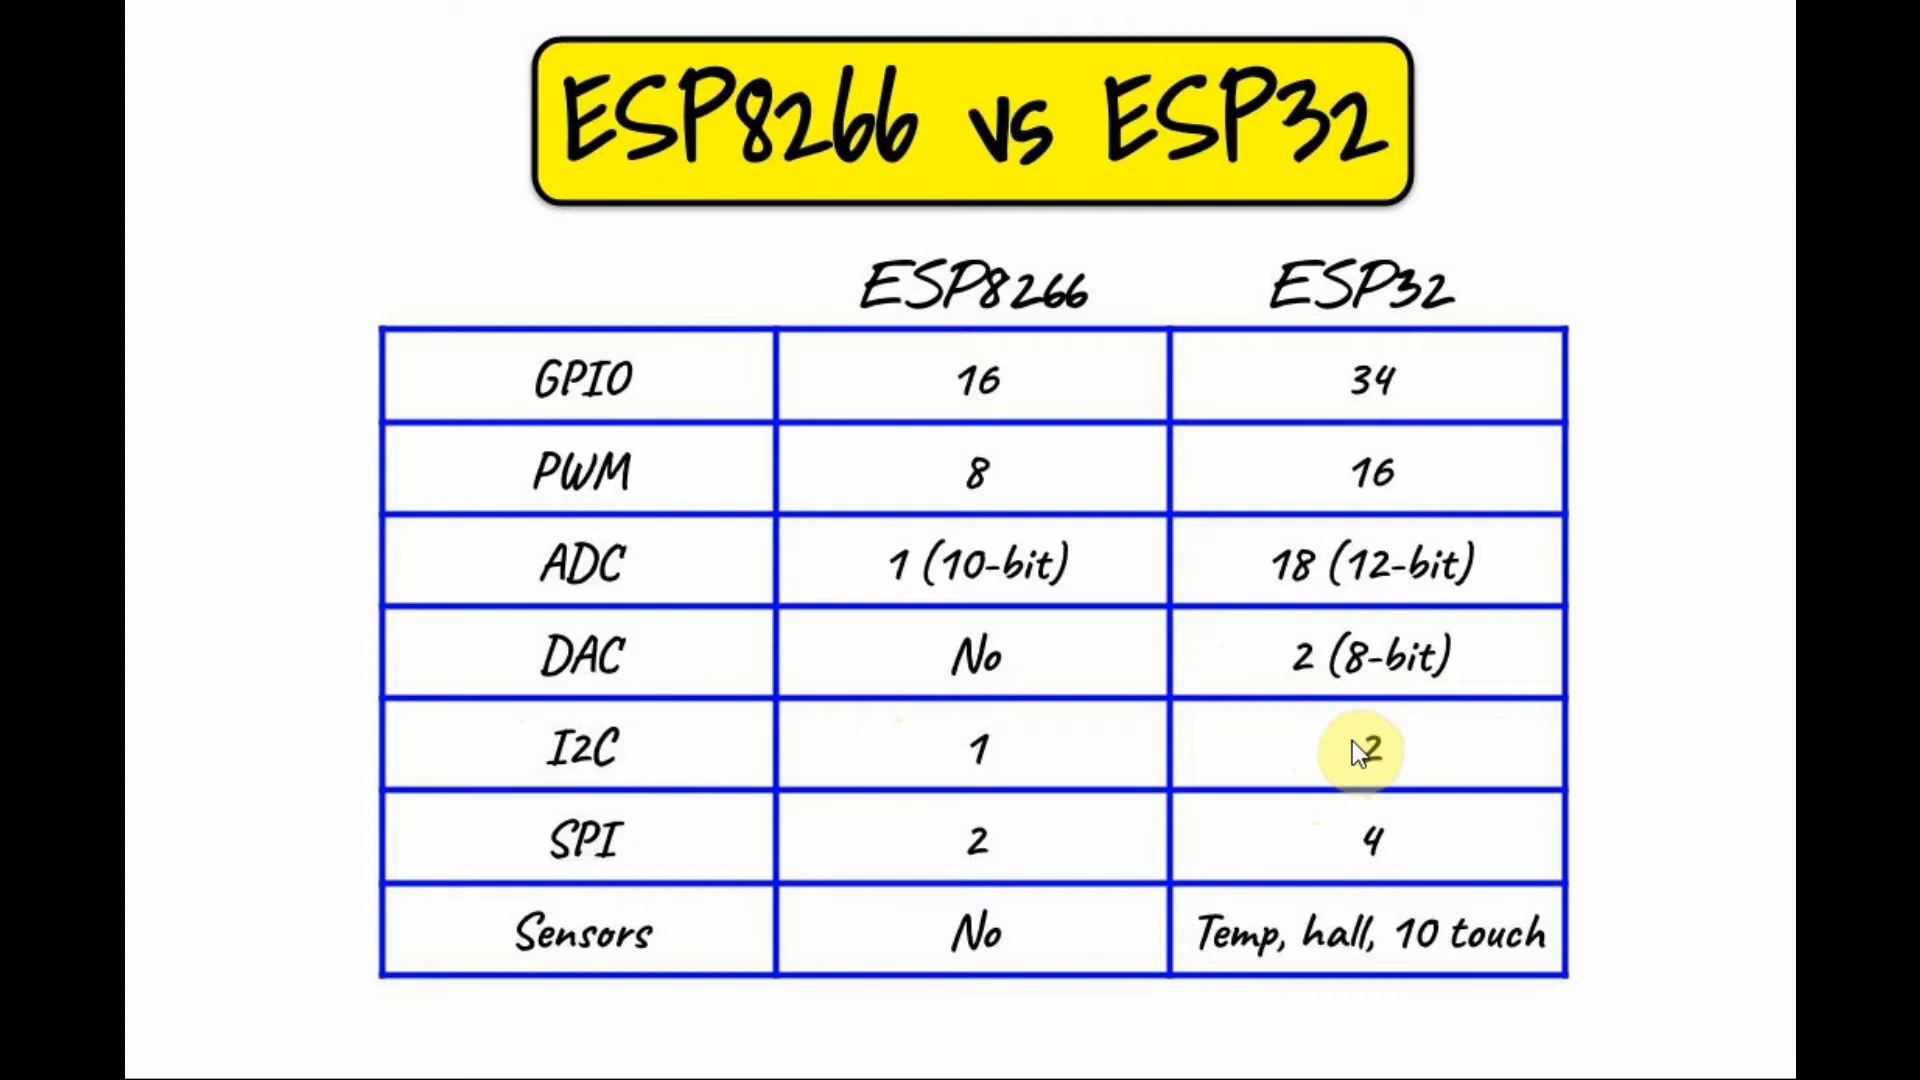 ESP8266 vs ESP32
ESP8266 ESP32
GPIO 16 34
PWM 8 16
ADC 1 (10-bit) 18 (12-bit)
DAC No 2 (8-bit)
I2C 1 2
SPI 2 4
Sensors No Temp, hall, 10 touch